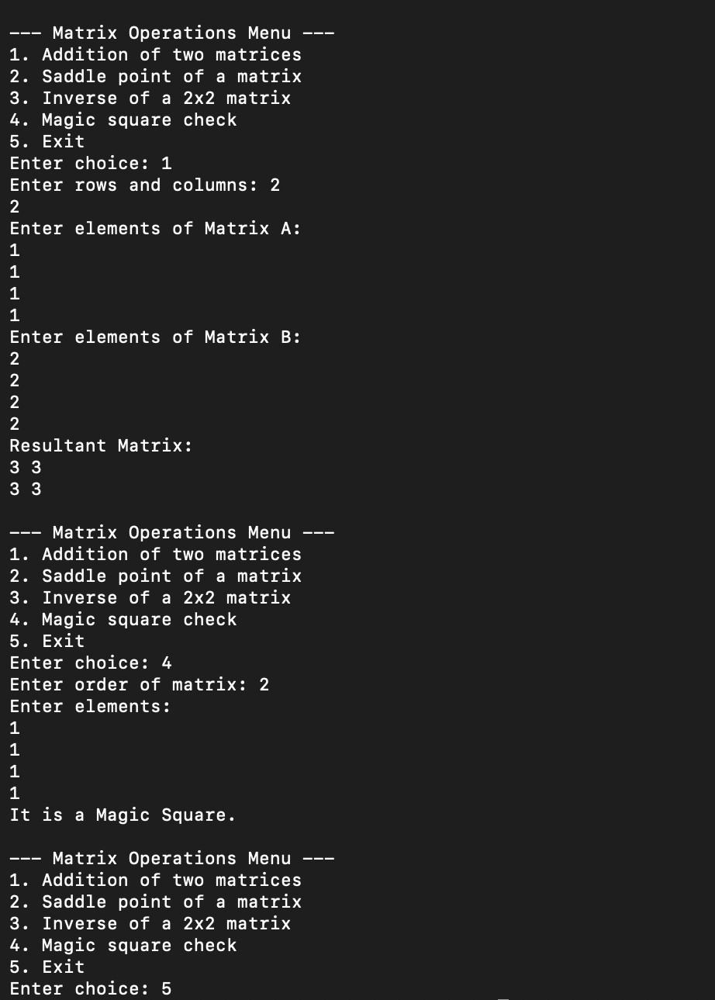 --- Matrix Operations Menu ---
1. Addition of two matrices
2. Saddle point of a matrix
3. Inverse of a 2x2 matrix
4. Magic square check
5. Exit
Enter choice: 1
Enter rows and columns: 2
2
Enter elements of Matrix A:
1
1
1
1
Enter elements of Matrix B:
2
2
2
2
Resultant Matrix:
3 3
3 3

--- Matrix Operations Menu ---
1. Addition of two matrices
2. Saddle point of a matrix
3. Inverse of a 2x2 matrix
4. Magic square check
5. Exit
Enter choice: 4
Enter order of matrix: 2
Enter elements:
1
1
1
1
It is a Magic Square.

--- Matrix Operations Menu ---
1. Addition of two matrices
2. Saddle point of a matrix
3. Inverse of a 2x2 matrix
4. Magic square check
5. Exit
Enter choice: 5